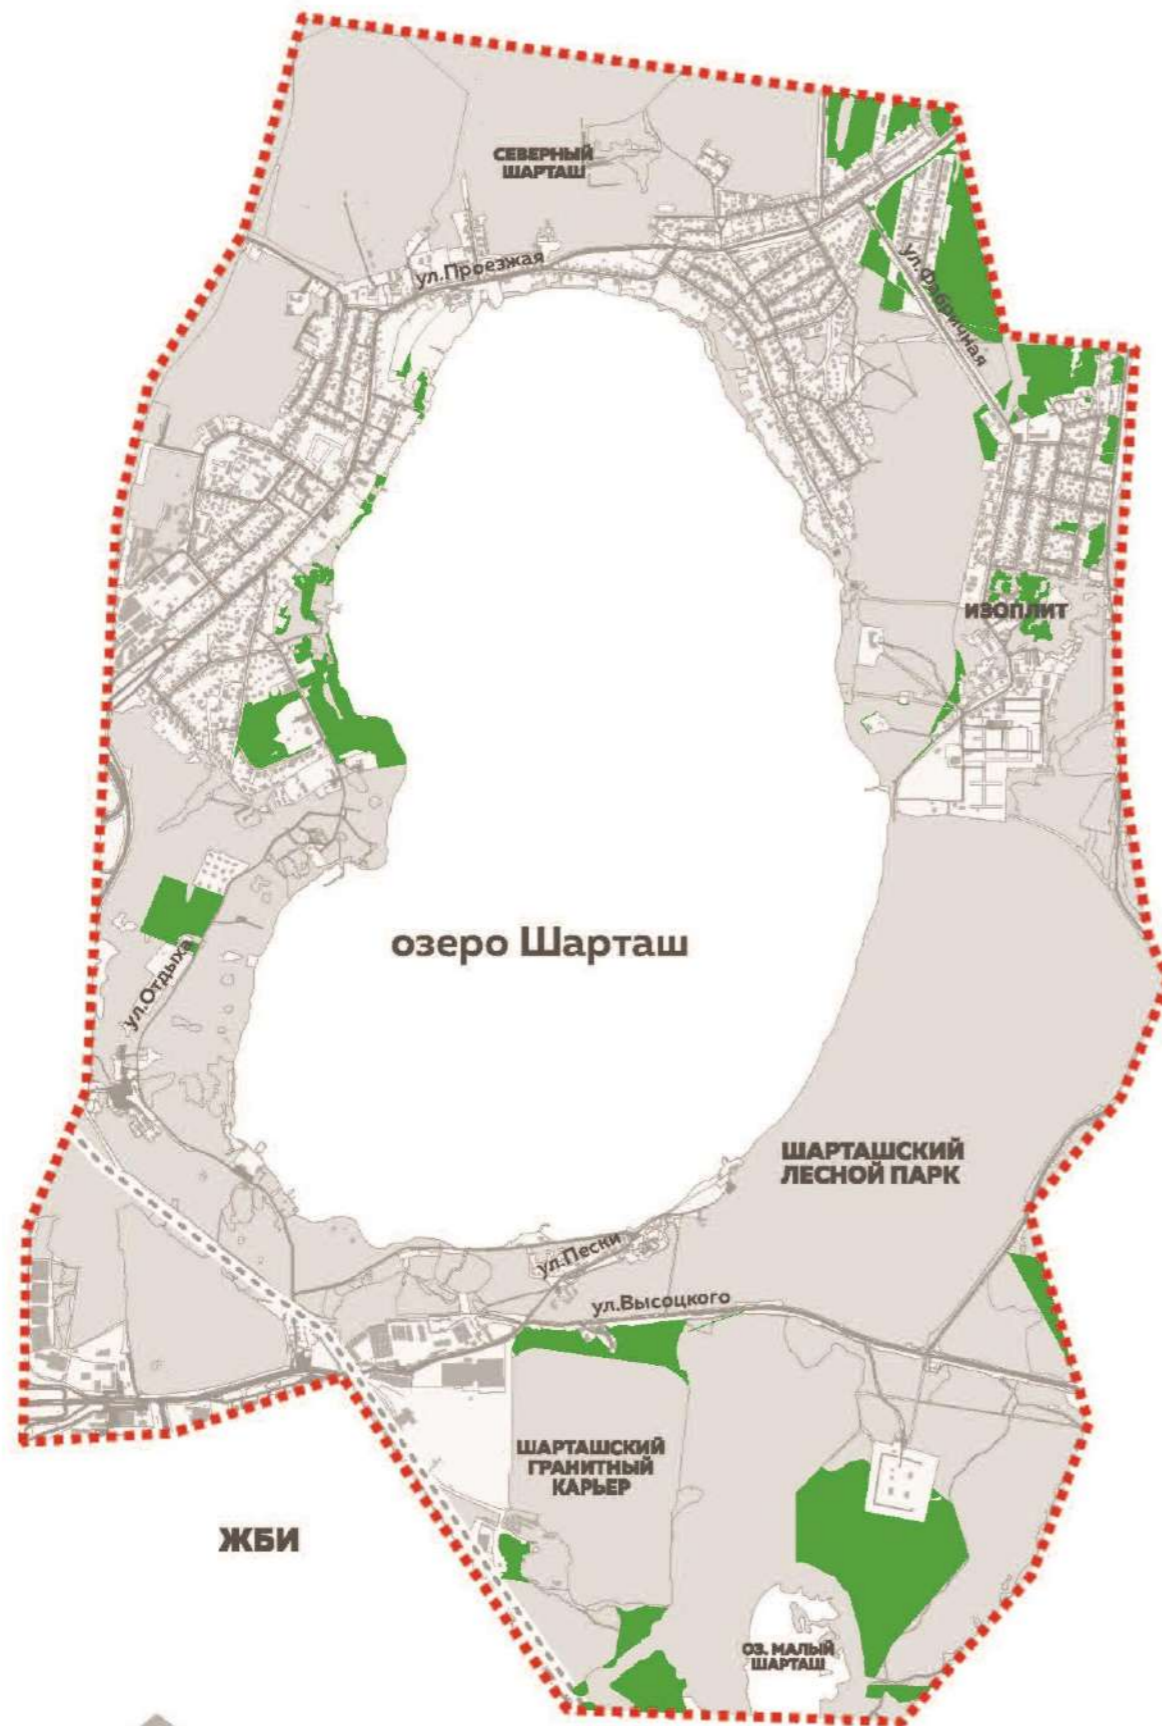 СЕВЕРНЫЙ
ШАРТАШ
ул.Проезжая
ул.Фабричная
ИЗОПЛИТ
озеро Шарташ
ул.Отдыха
ШАРТАШСКИЙ
ЛЕСНОЙ ПАРК
ул.Пески
ул.Высоцкого
ШАРТАШСКИЙ
ГРАНИТНЫЙ
КАРЬЕР
ЖБИ
ОЗ. МАЛЫЙ
ШАРТАШ